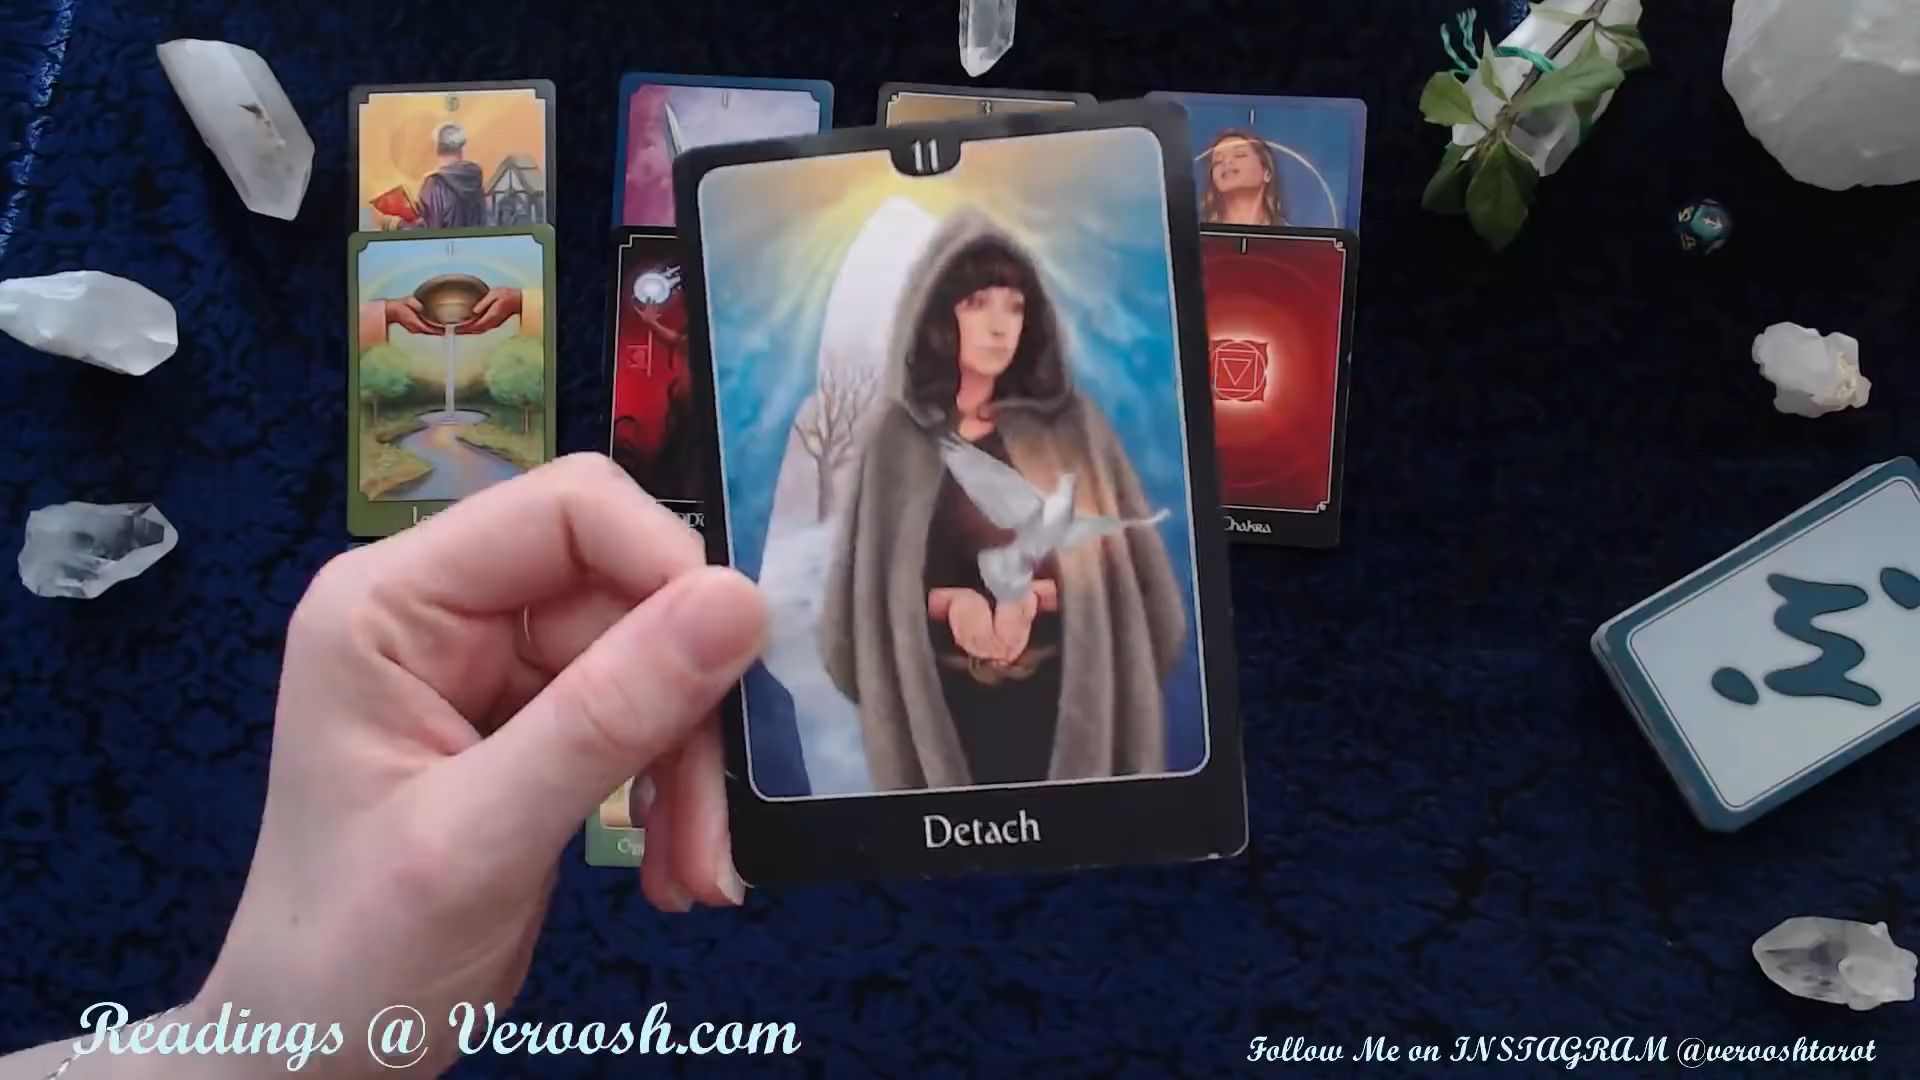 11
Detach
Chakra
Readings @ Veroosh.com
Follow Me on INSTAGRAM @verooshtarot